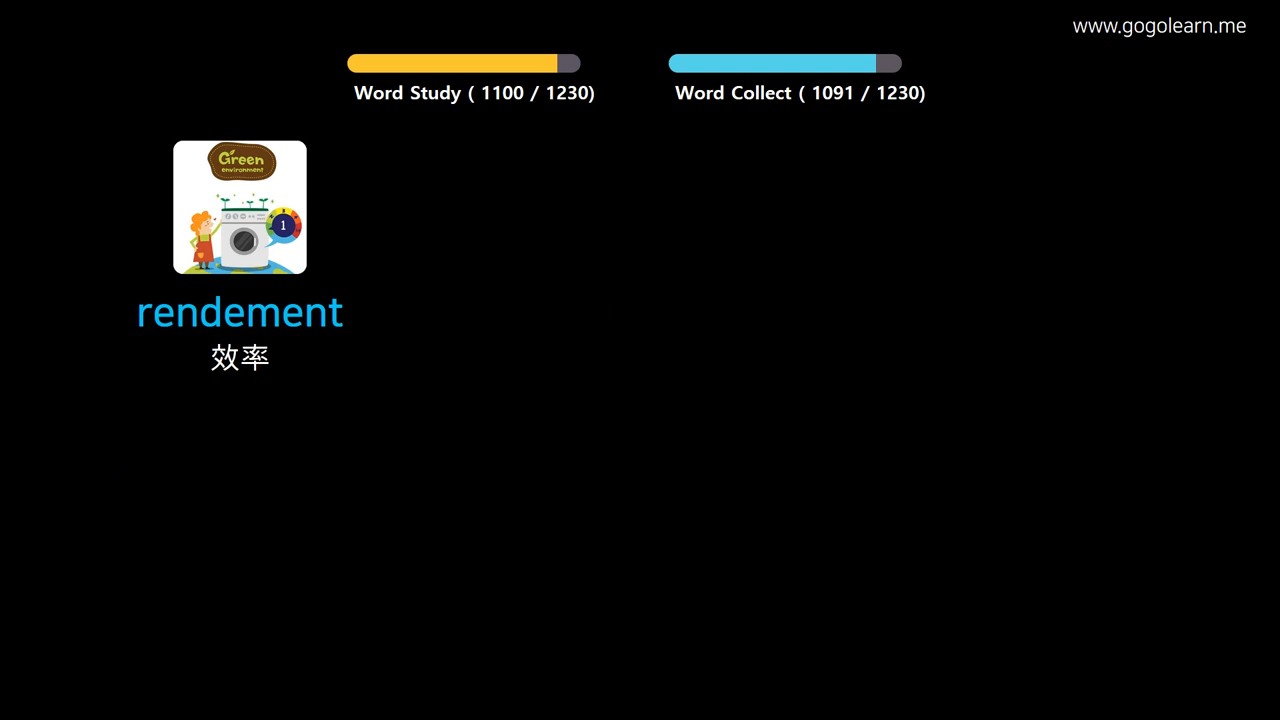 www.gogolearn.me
Word Study ( 1100 / 1230)
Word Collect ( 1091 / 1230)
Green
environment
1
rendement
效率